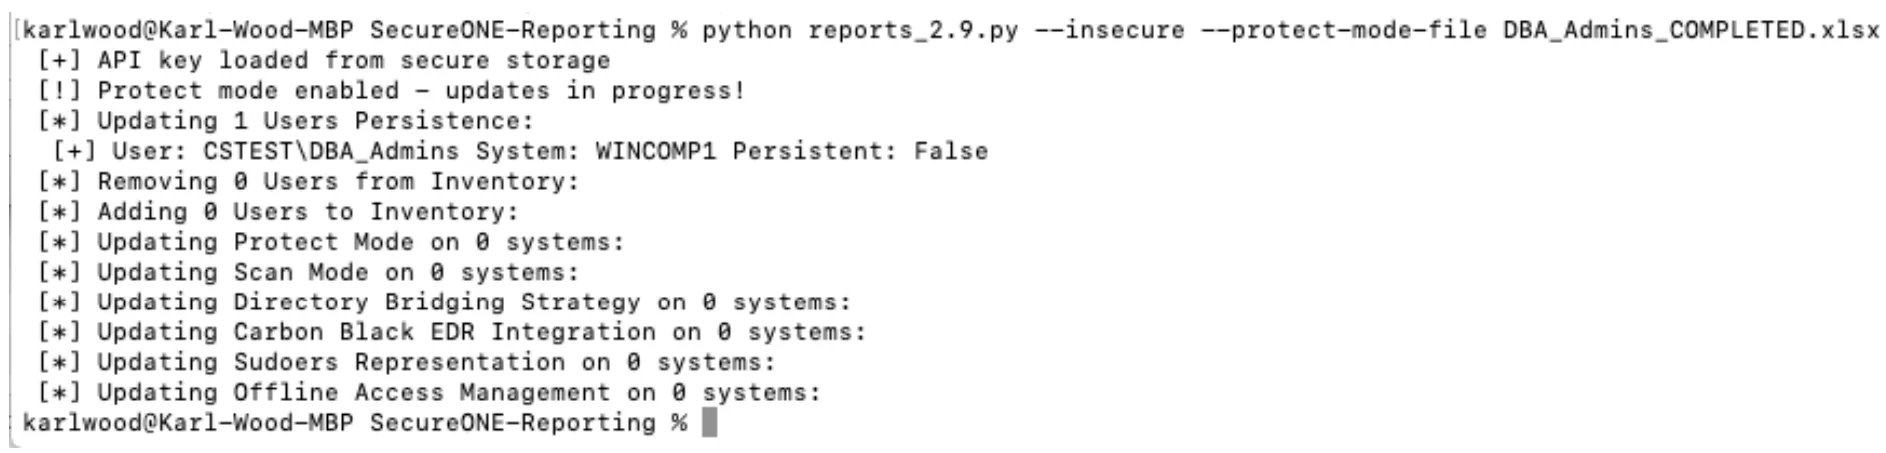 [karlwood@Karl-Wood-MBP SecureONE-Reporting % python reports_2.9.py --insecure --protect-mode-file DBA_Admins_COMPLETED.xlsx
[+] API key loaded from secure storage
[!] Protect mode enabled – updates in progress!
[*] Updating 1 Users Persistence:
[+] User: CSTEST\DBA_Admins System: WINCOMP1 Persistent: False
[*] Removing 0 Users from Inventory:
[*] Adding 0 Users to Inventory:
[*] Updating Protect Mode on 0 systems:
[*] Updating Scan Mode on 0 systems:
[*] Updating Directory Bridging Strategy on 0 systems:
[*] Updating Carbon Black EDR Integration on 0 systems:
[*] Updating Sudoers Representation on 0 systems:
[*] Updating Offline Access Management on 0 systems:
karlwood@Karl-Wood-MBP SecureONE-Reporting %